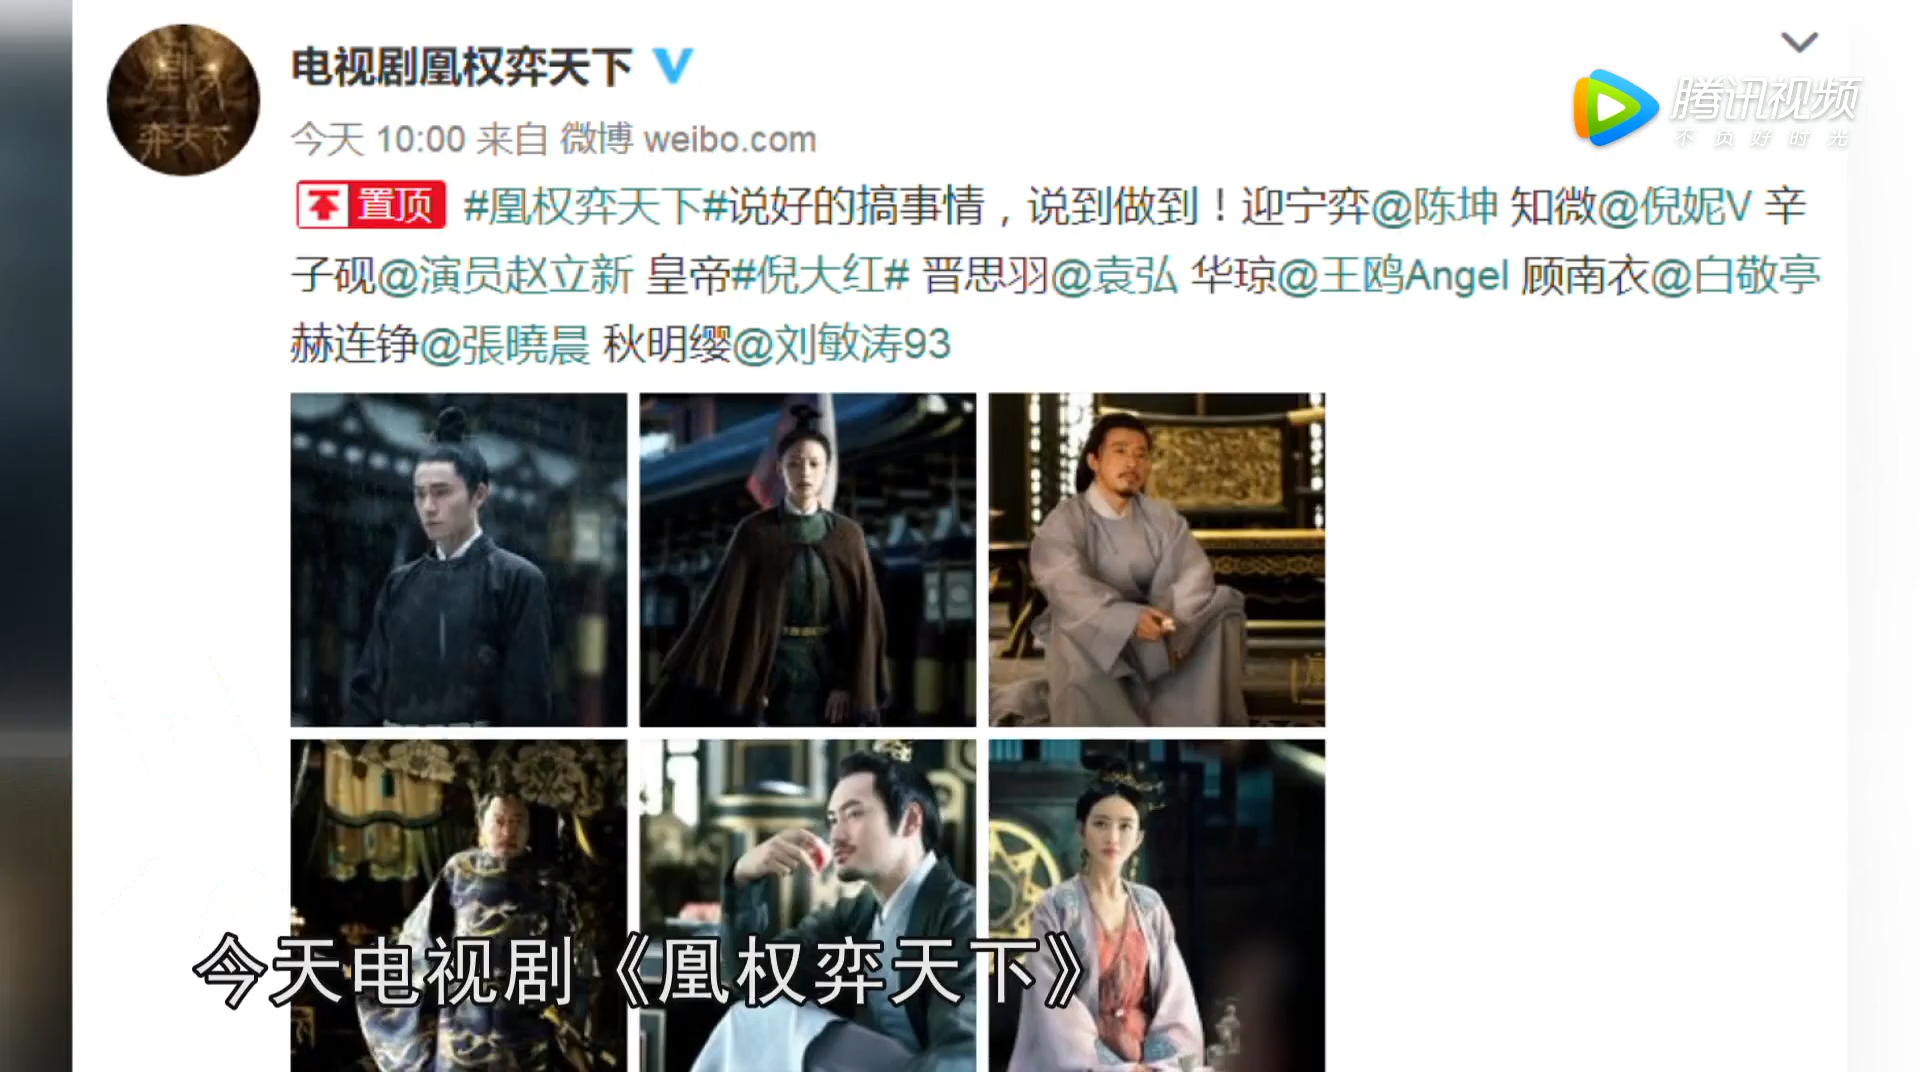 电视剧凰权弈天下
今天 10:00 来自 微博 weibo.com
置顶 #凰权弈天下#说好的搞事情，说到做到！迎宁弈@陈坤 知微@倪妮V 辛
子砚@演员赵立新 皇帝#倪大红# 晋思羽@袁弘 华琼@王鸥Angel 顾南衣@白敬亭
赫连铮@張曉晨 秋明缨@刘敏涛93
腾讯视频
不负好时光
弈天下
今天电视剧《凰权弈天下》